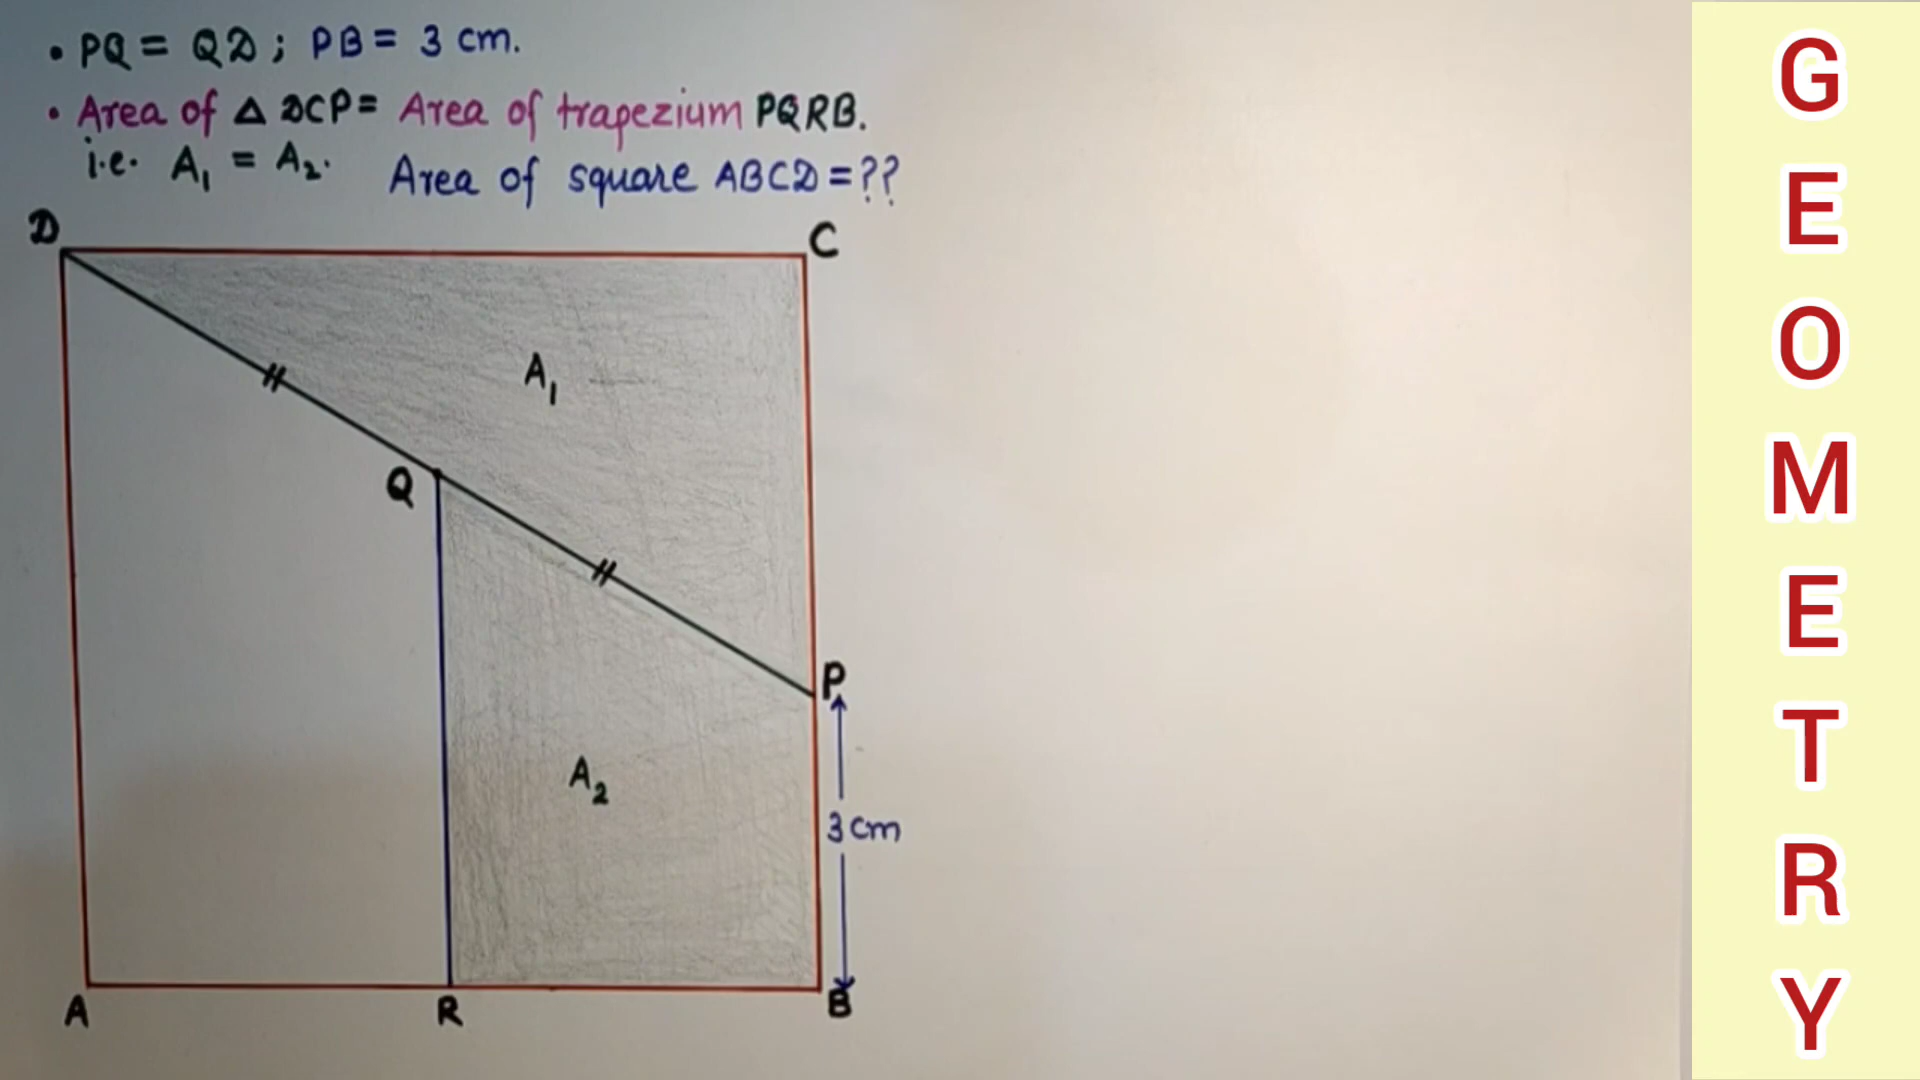 • PQ = QD ; PB = 3 cm.
• Area of △ DCP = Area of trapezium PQRB.
i.e. A₁ = A₂. Area of square ABCD = ??
D
C
A₁
Q
P
A₂
3 cm
A
R
B
G
E
O
M
E
T
R
Y